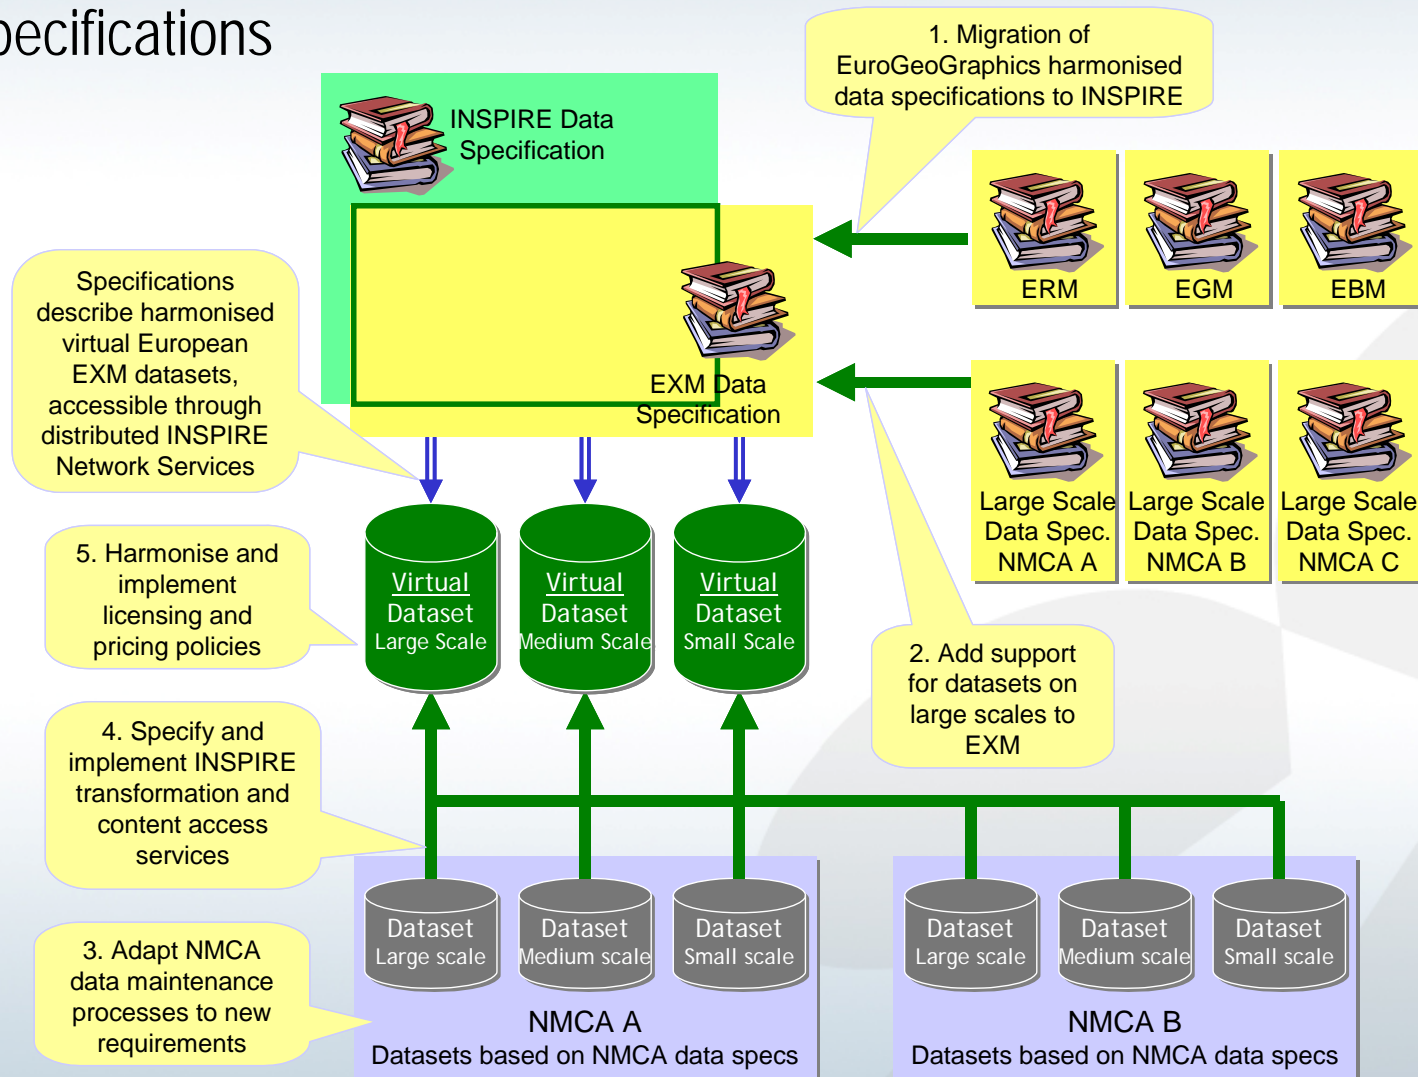 pecifications
1. Migration of
EuroGeoGraphics harmonised
data specifications to INSPIRE
INSPIRE Data
Specification
ERM
EGM
EBM
Specifications
describe harmonised
virtual European
EXM datasets,
accessible through
distributed INSPIRE
Network Services
EXM Data
Specification
Large Scale
Data Spec.
NMCA A
Large Scale
Data Spec.
NMCA B
Large Scale
Data Spec.
NMCA C
5. Harmonise and
implement
licensing and
pricing policies
Virtual
Dataset
Large Scale
Virtual
Dataset
Medium Scale
Virtual
Dataset
Small Scale
2. Add support
for datasets on
large scales to
EXM
4. Specify and
implement INSPIRE
transformation and
content access
services
3. Adapt NMCA
data maintenance
processes to new
requirements
Dataset
Large scale
Dataset
Medium scale
Dataset
Small scale
NMCA A
Datasets based on NMCA data specs
Dataset
Large scale
Dataset
Medium scale
Dataset
Small scale
NMCA B
Datasets based on NMCA data specs